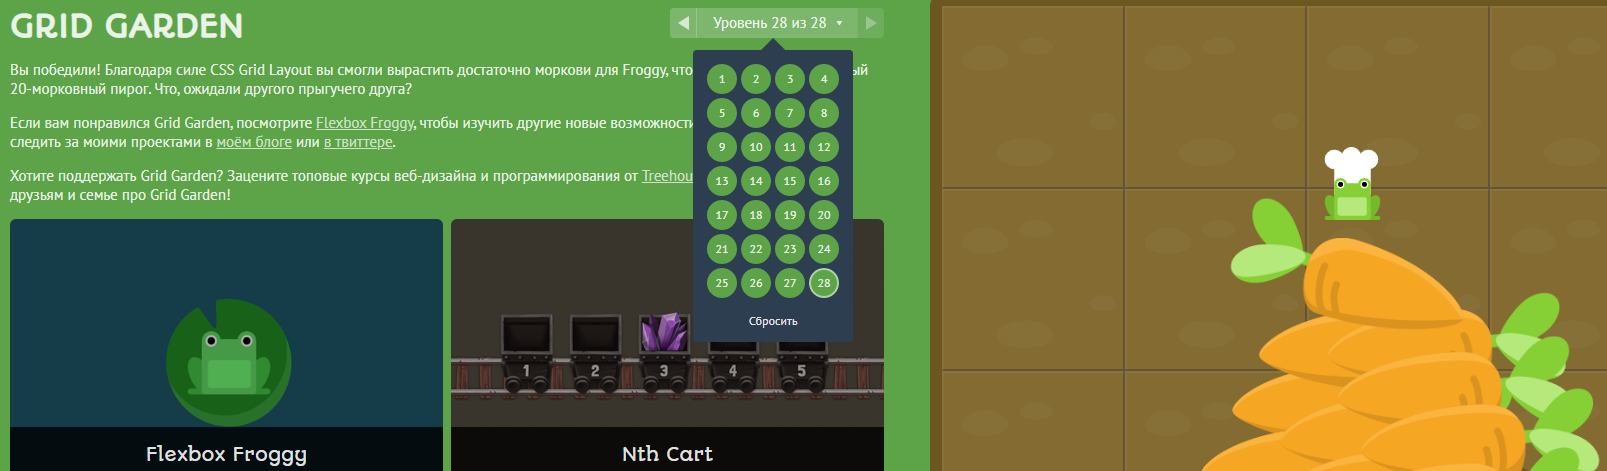 GRID GARDEN
Уровень 28 из 28
Вы победили! Благодаря силе CSS Grid Layout вы смогли вырастить достаточно моркови для Froggy,
20-морковный пирог. Что, ожидали другого прыгучего друга?
Если вам понравился Grid Garden, посмотрите Flexbox Froggy, чтобы изучить другие новые
следить за моими проектами в моём блоге или в твиттере.
Хотите поддержать Grid Garden? Зацените топовые курсы веб-дизайна и программирования от
друзьям и семье про Grid Garden!
1 2 3 4
5 6 7 8
9 10 11 12
13 14 15 16
17 18 19 20
21 22 23 24
25 26 27 28
Сбросить
1 2 3 4 5
Flexbox Froggy
Nth Cart